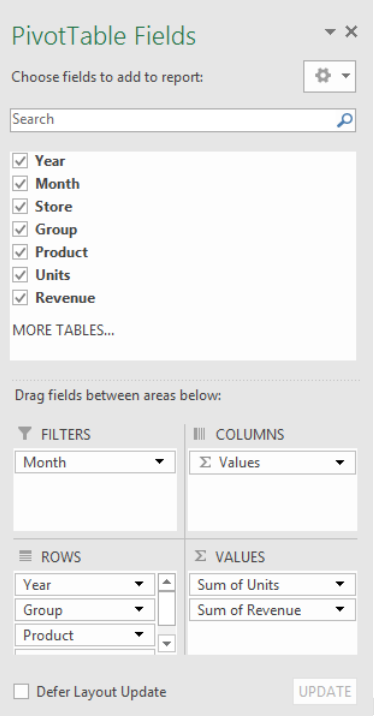 PivotTable Fields
Choose fields to add to report:
Search
Year
Month
Store
Group
Product
Units
Revenue
MORE TABLES...
Drag fields between areas below:
FILTERS
Month
COLUMNS
Σ Values
ROWS
Year
Group
Product
Σ VALUES
Sum of Units
Sum of Revenue
Defer Layout Update
UPDATE